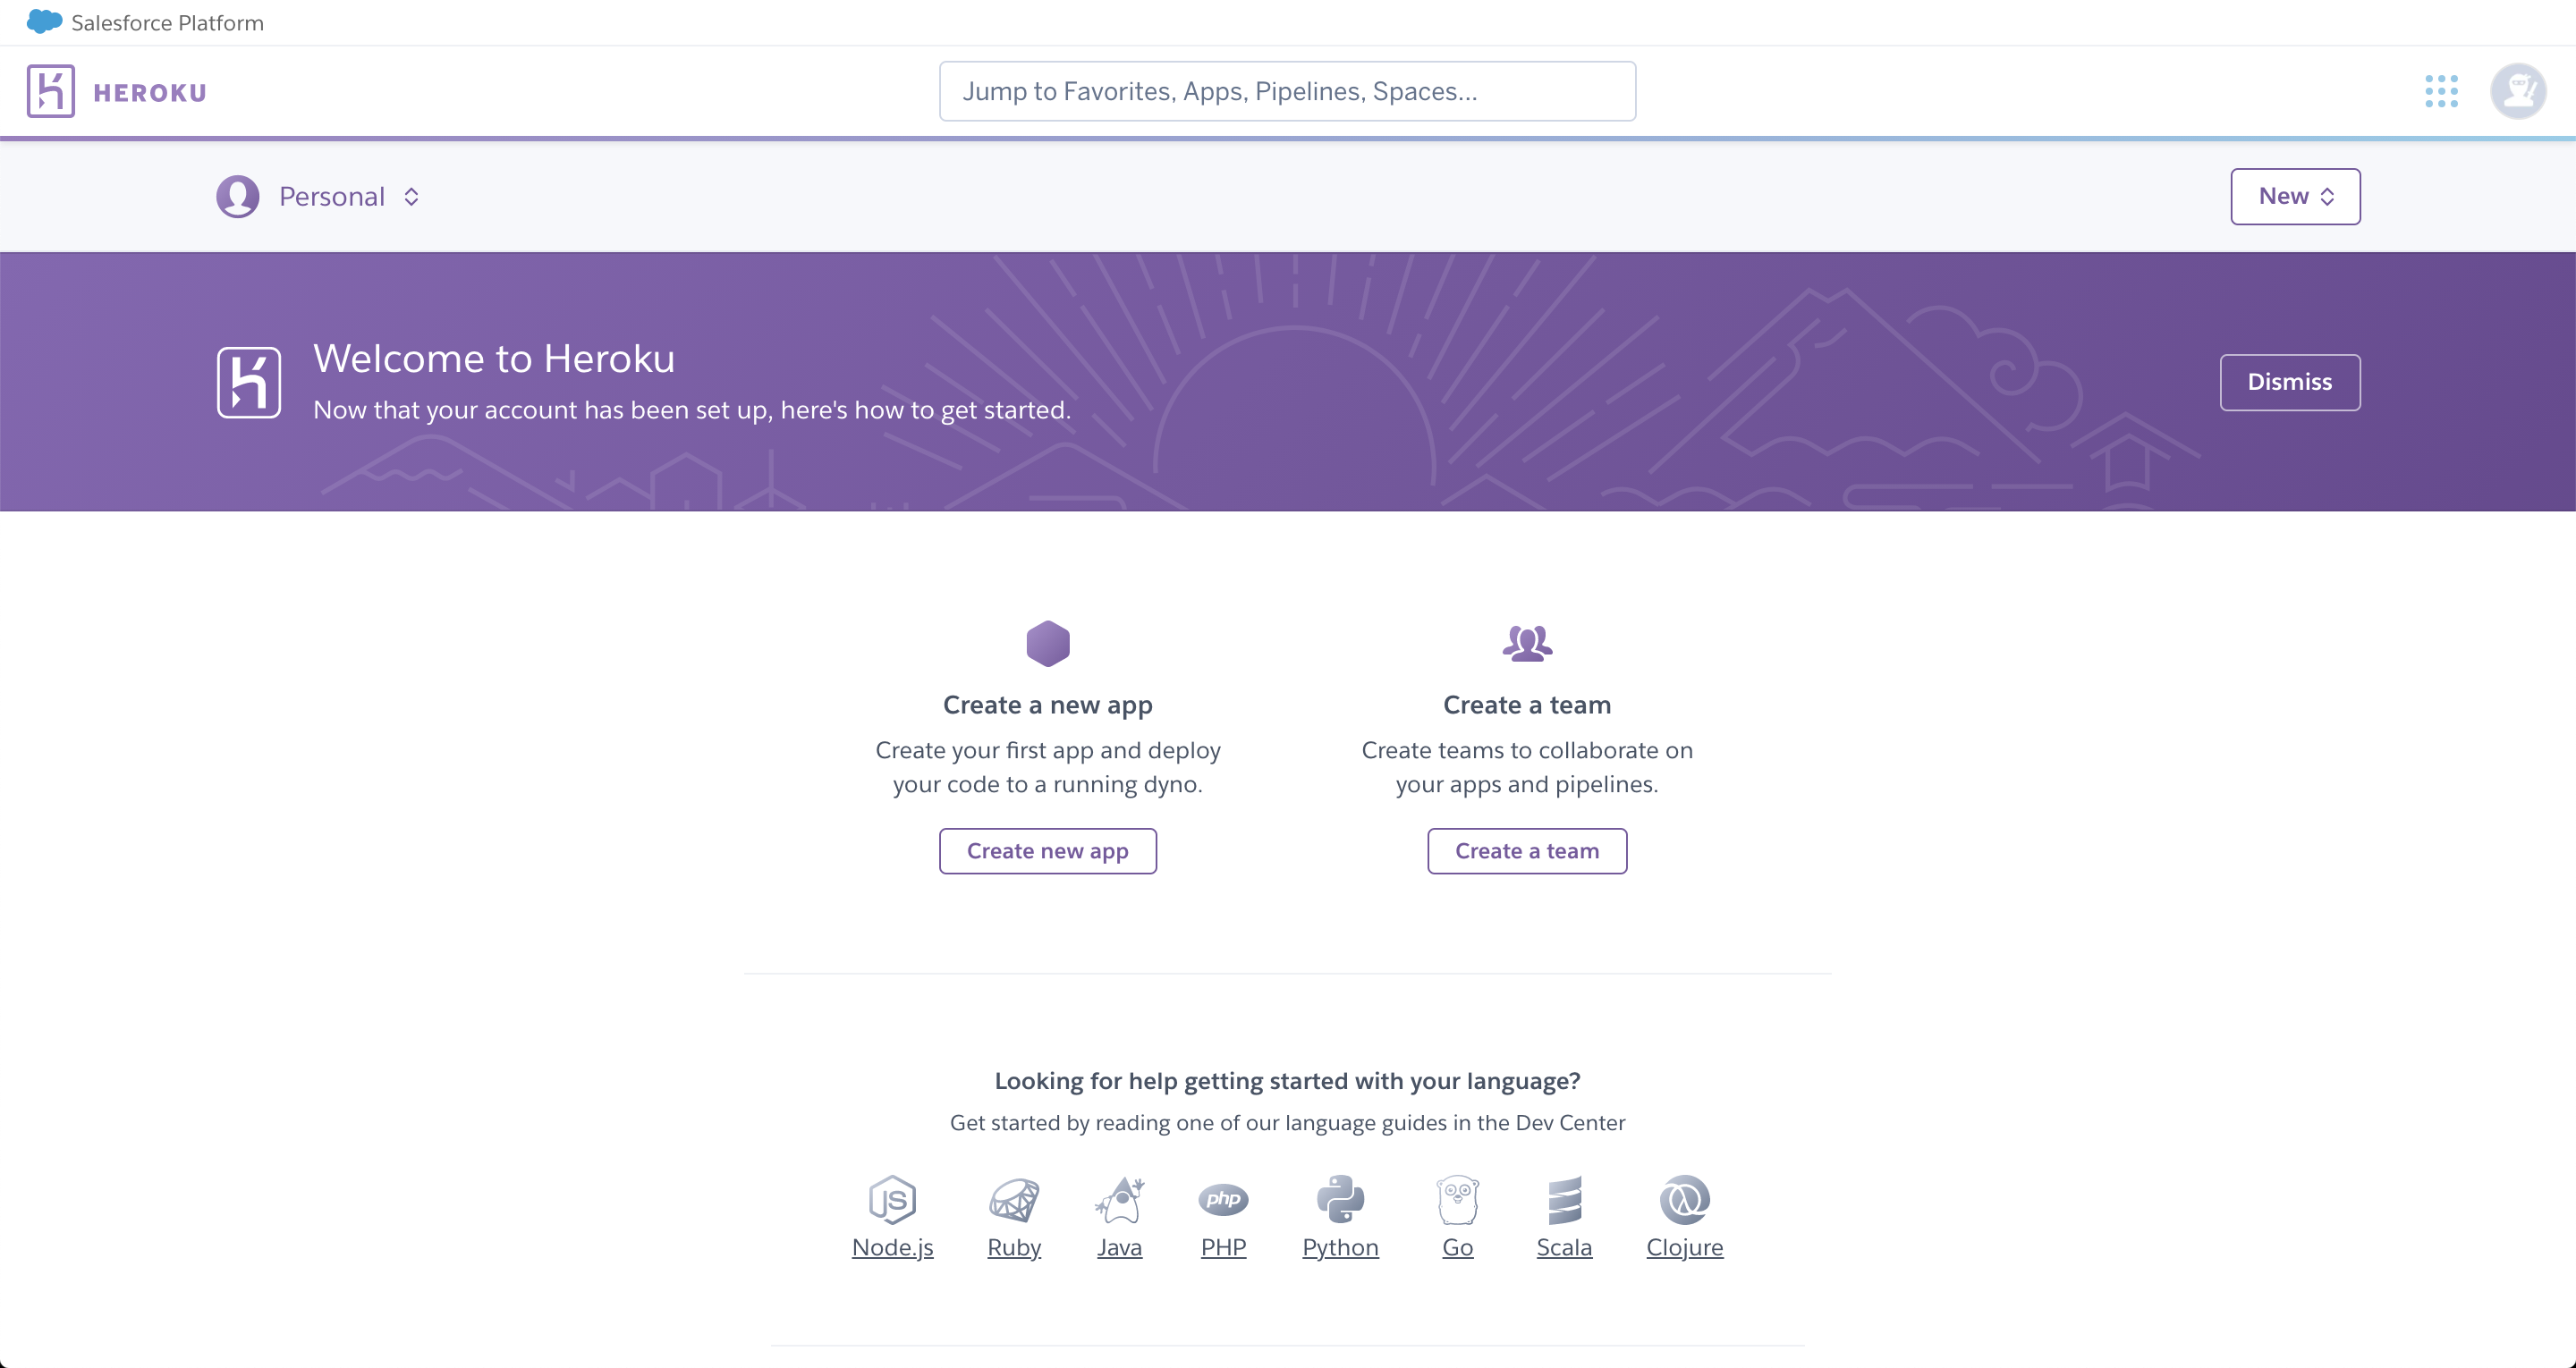 Salesforce Platform
HEROKU
Jump to Favorites, Apps, Pipelines, Spaces...
Personal
New
Welcome to Heroku
Now that your account has been set up, here's how to get started.
Dismiss
Create a new app
Create your first app and deploy
your code to a running dyno.
Create new app
Create a team
Create teams to collaborate on
your apps and pipelines.
Create a team
Looking for help getting started with your language?
Get started by reading one of our language guides in the Dev Center
JS
php
Node.js Ruby Java PHP Python Go Scala Clojure